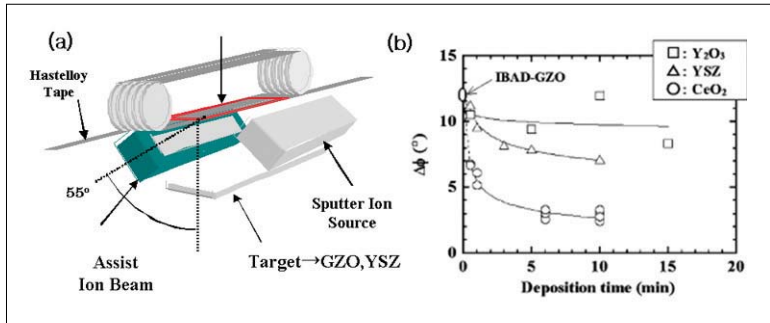 (a)
Hastelloy
Tape
55°
Sputter Ion
Source
Assist
Ion Beam
Target→GZO,YSZ
(b)
15
10
5
0
Δϕ (°)
IBAD-GZO
□: Y₂O₃
△: YSZ
○: CeO₂
0 5 10 15 20
Deposition time (min)